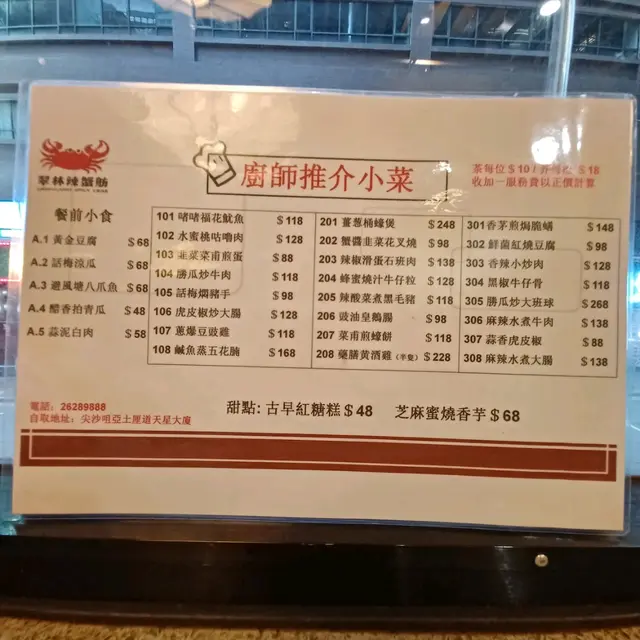 翠林辣蟹舫
廚師推介小菜
收加一服務費以正價計算
餐前小食
A.1 黃金豆腐 $68
A.2 話梅涼瓜 $68
A.3 避風塘八爪魚 $68
A.4 醋香拍青瓜 $48
A.5 蒜泥白肉 $58
101 啫啫福花魷魚 $118
102 水蜜桃咕嚕肉 $128
103 韭菜菜甫煎蛋 $88
104 勝瓜炒牛肉 $118
105 話梅燜豬手 $98
106 虎皮椒炒大腸 $128
107 蔥爆豆豉雞 $118
108 鹹魚蒸五花腩 $168
201 薑蔥桶蠔煲 $248
202 蟹醬韭菜花叉燒 $98
203 辣椒滑蛋石班肉 $138
204 蜂蜜燒汁牛仔粒 $128
205 辣酸菜煮黑毛豬 $118
206 豉油皇鵝腸 $98
207 菜甫煎蠔餅 $118
208 藥膳黃酒雞 (半隻) $228
301 香茅煎焗脆鱔 $148
302 鮮菌紅燒豆腐 $98
303 香辣小炒肉 $128
304 黑椒牛仔骨 $118
305 勝瓜炒大班球 $268
306 麻辣水煮牛肉 $138
307 蒜香虎皮椒 $88
308 麻辣水煮大腸 $138
電話: 26289888
自取地址: 尖沙咀亞士厘道天星大廈
甜點: 古早紅糖糕 $48 芝麻蜜燒香芋 $68